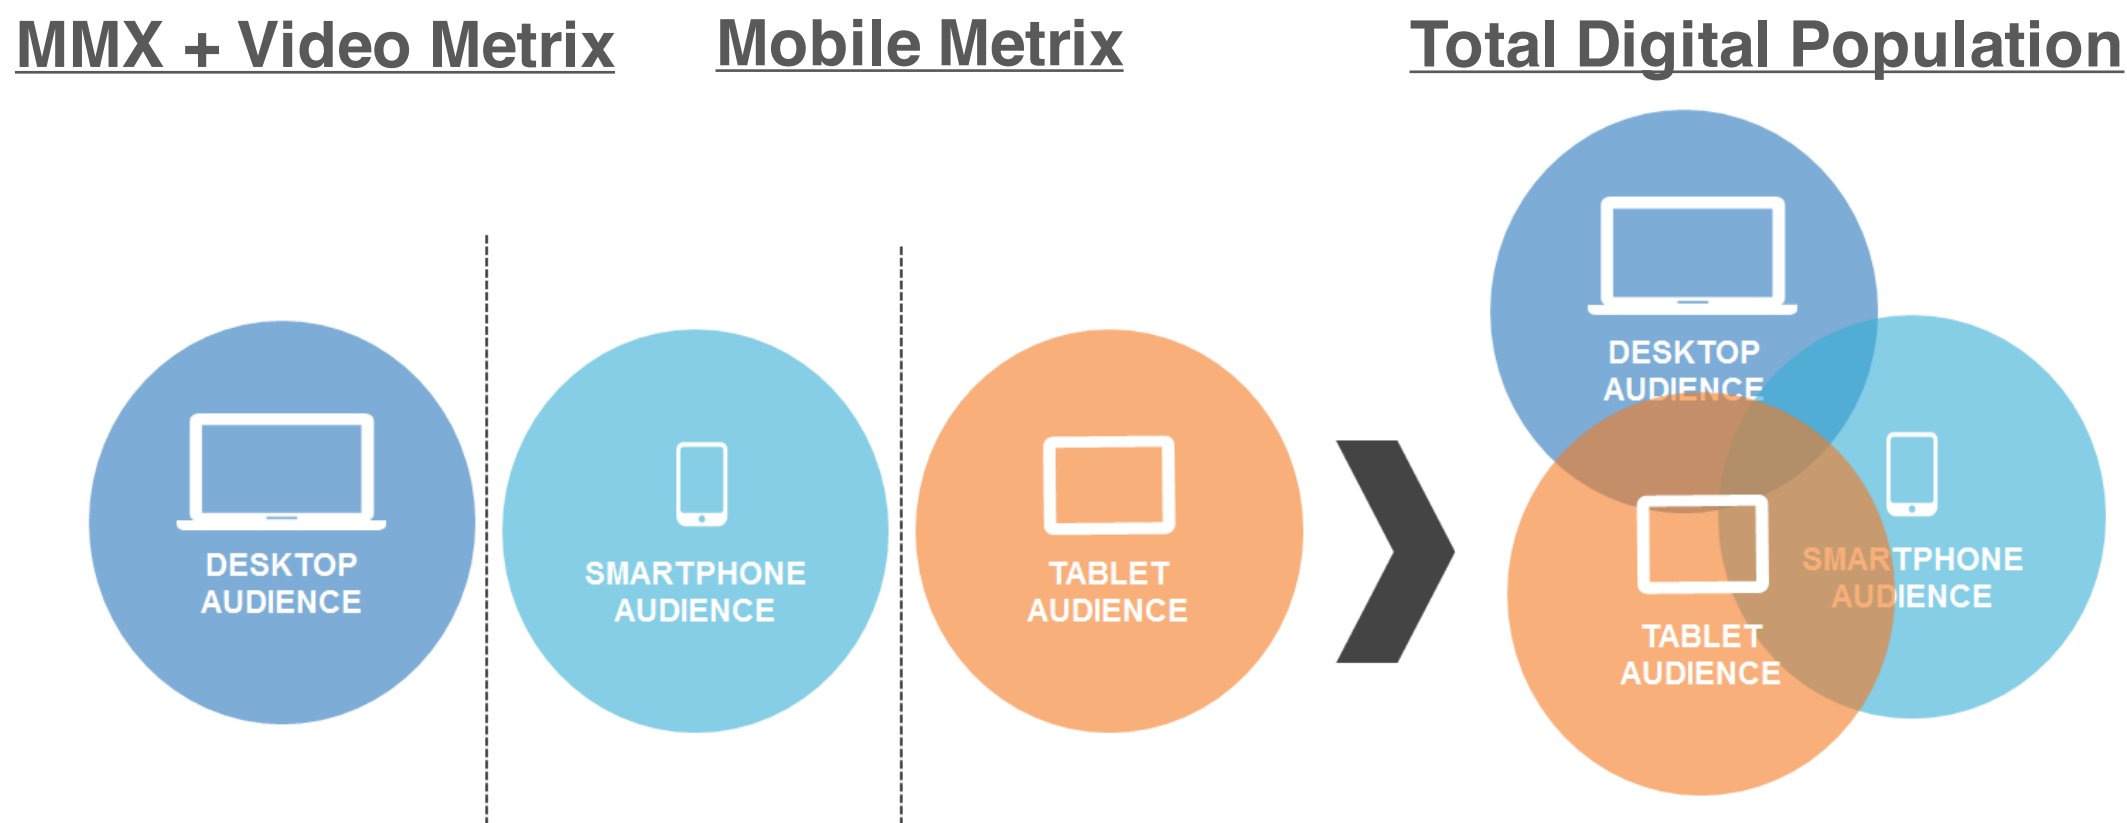 MMX + Video Metrix
Mobile Metrix
Total Digital Population
DESKTOP
AUDIENCE
SMARTPHONE
AUDIENCE
TABLET
AUDIENCE
DESKTOP
AUDIENCE
SMARTPHONE
AUDIENCE
TABLET
AUDIENCE